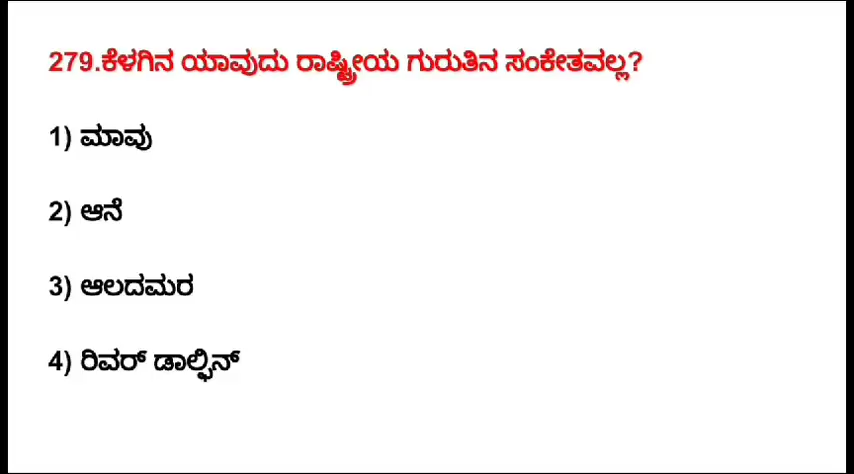 279.ಕೆಳಗಿನ ಯಾವುದು ರಾಷ್ಟ್ರೀಯ ಗುರುತಿನ ಸಂಕೇತವಲ್ಲ?
1) ಮಾವು
2) ಆನೆ
3) ಆಲದಮರ
4) ರಿವರ್ ಡಾಲ್ಫಿನ್